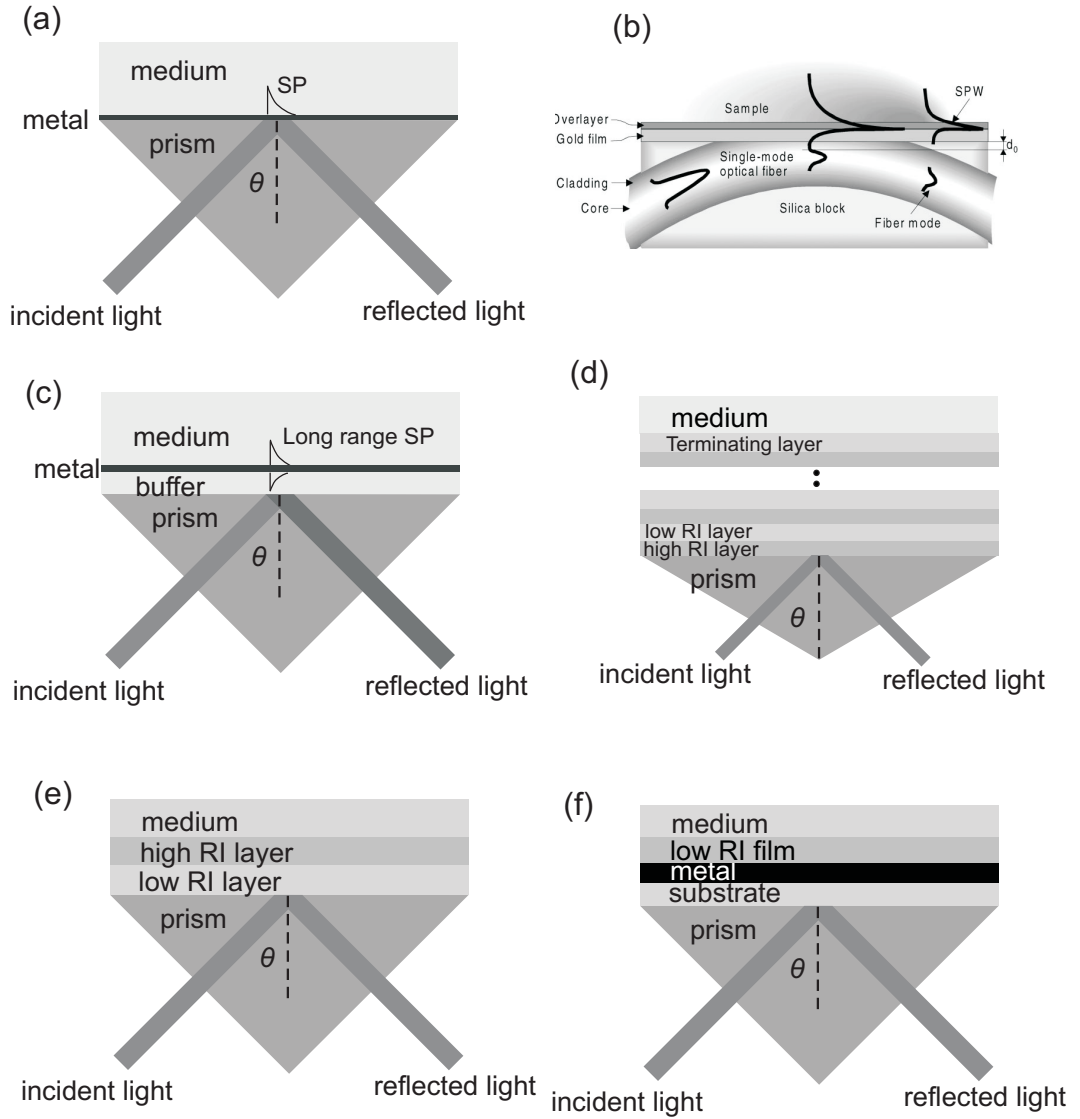 (a)
medium
SP
metal
prism
θ
incident light
reflected light
(b)
Sample
SPW
Overlayer
Gold film
d₀
Single-mode
optical fiber
Cladding
Core
Silica block
Fiber mode
(c)
medium
Long range SP
metal
buffer
prism
θ
incident light
reflected light
(d)
medium
Terminating layer
low RI layer
high RI layer
prism
θ
incident light
reflected light
(e)
medium
high RI layer
low RI layer
prism
θ
incident light
reflected light
(f)
medium
low RI film
metal
substrate
prism
θ
incident light
reflected light